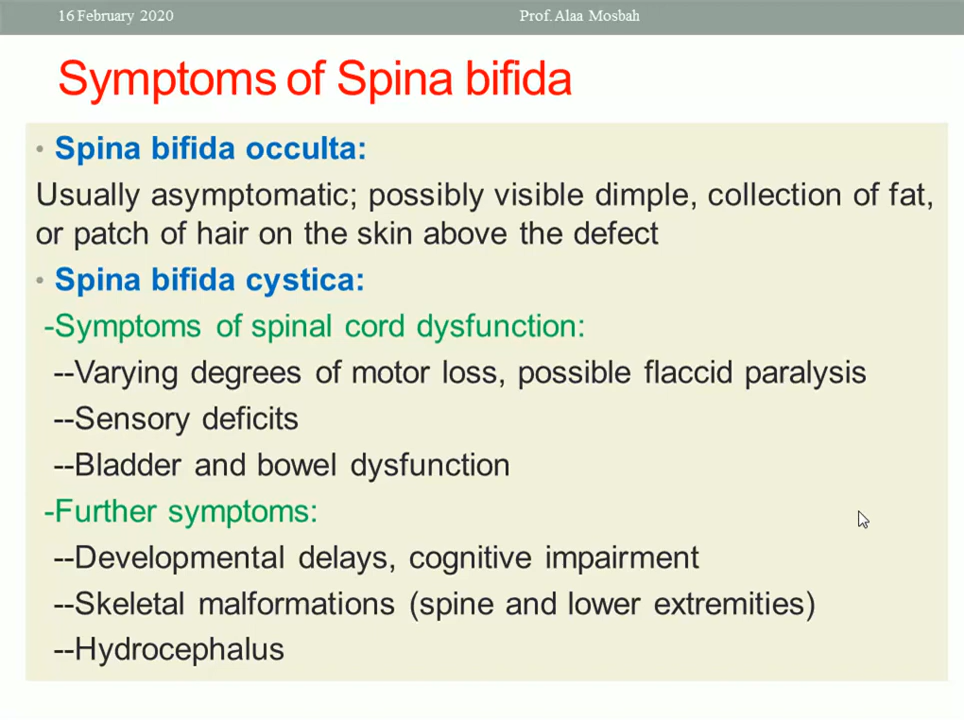 16 February 2020
Prof.Alaa Mosbah
Symptoms of Spina bifida
• Spina bifida occulta:
Usually asymptomatic; possibly visible dimple, collection of fat,
or patch of hair on the skin above the defect
• Spina bifida cystica:
-Symptoms of spinal cord dysfunction:
--Varying degrees of motor loss, possible flaccid paralysis
--Sensory deficits
--Bladder and bowel dysfunction
-Further symptoms:
--Developmental delays, cognitive impairment
--Skeletal malformations (spine and lower extremities)
--Hydrocephalus